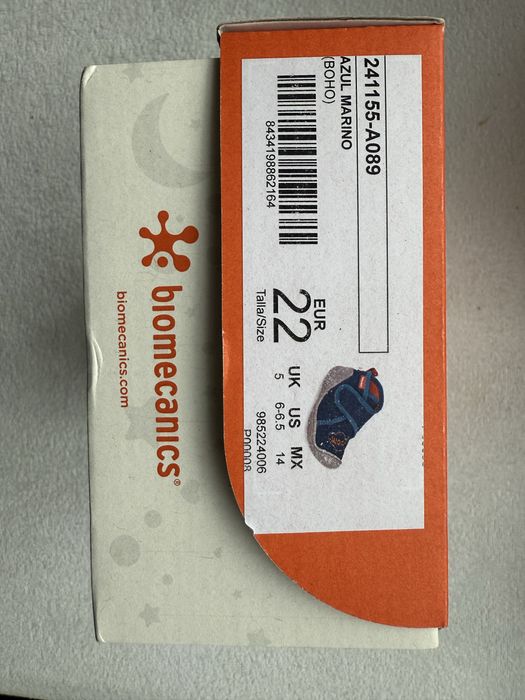 241155-A089
AZUL MARINO
(BOHO)
8434198862164
EUR
22
Talla/Size
UK US MX
5 6-6.5 14
985224006
P00008
biomecanics®
biomecanics.com